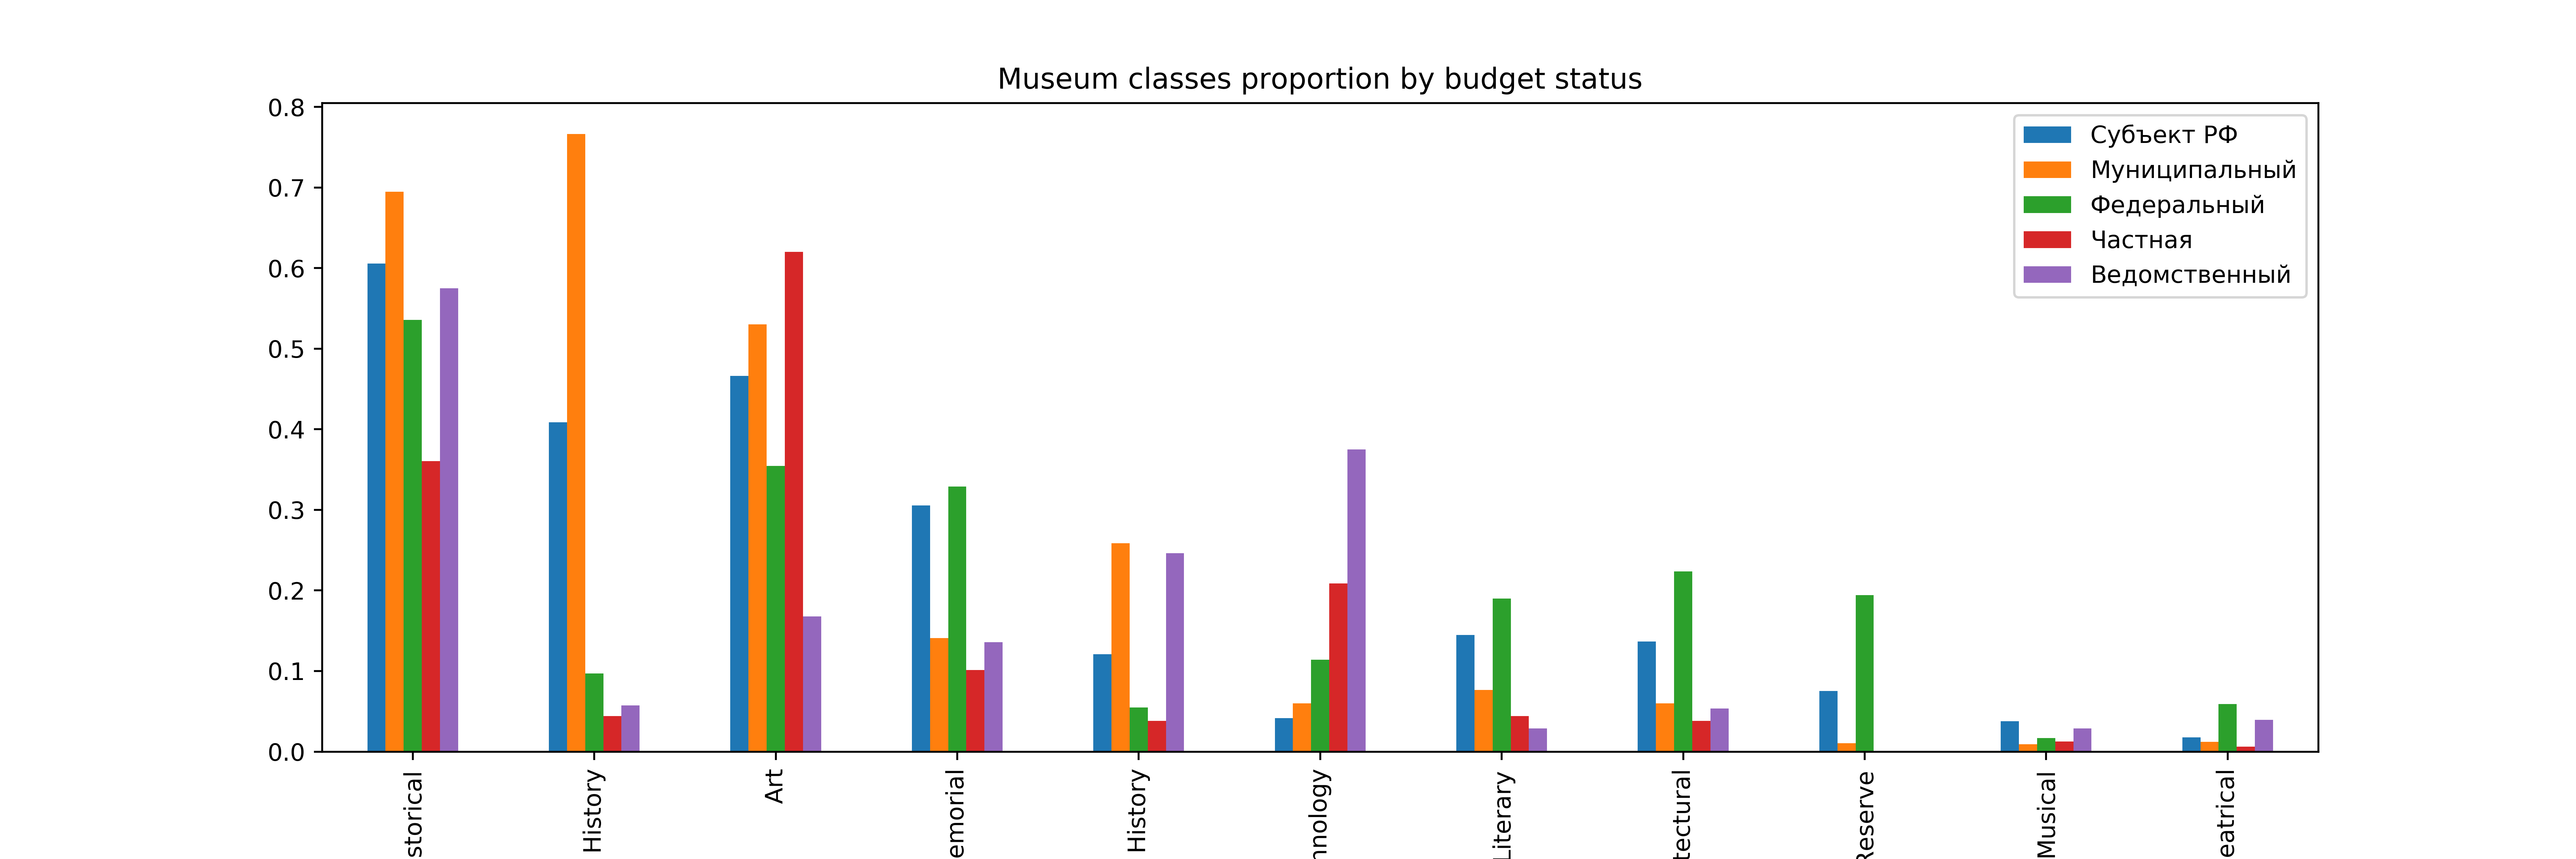 Museum classes proportion by budget status
0.8
0.7
0.6
0.5
0.4
0.3
0.2
0.1
0.0
Субъект РФ
Муниципальный
Федеральный
Частная
Ведомственный
storical
History
Art
emorial
History
hnology
Literary
tectural
Reserve
Musical
eatrical